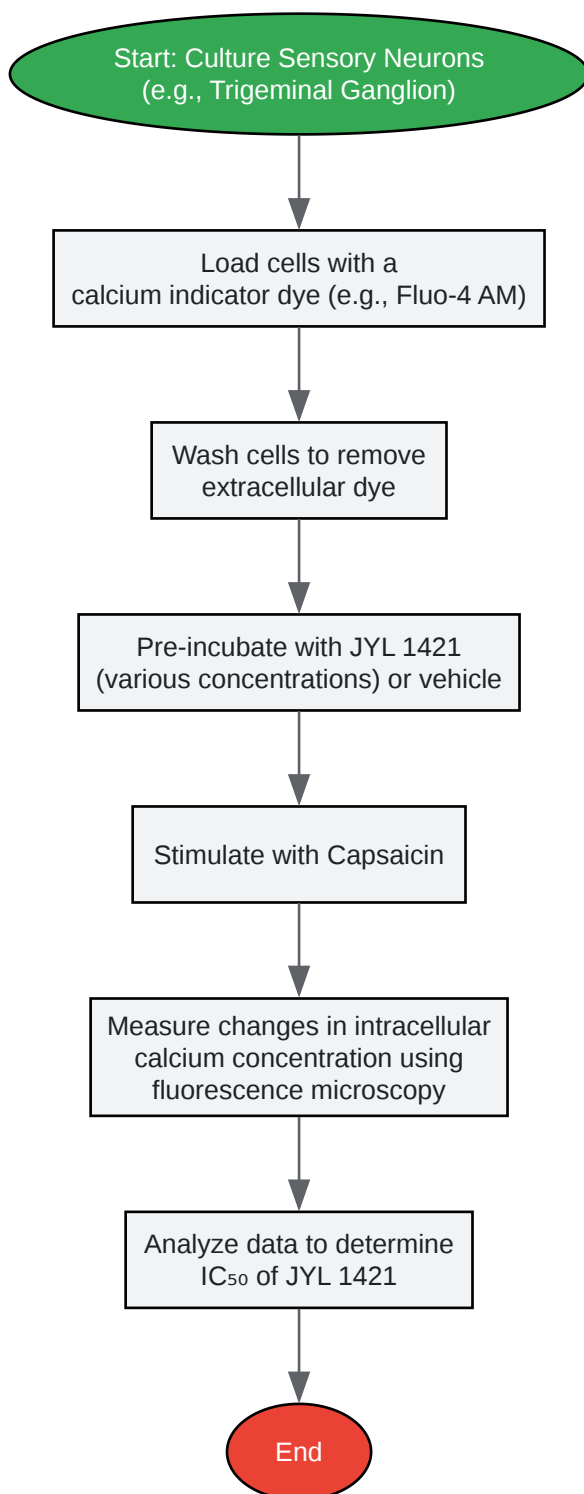 Start: Culture Sensory Neurons
(e.g., Trigeminal Ganglion)
Load cells with a
calcium indicator dye (e.g., Fluo-4 AM)
Wash cells to remove
extracellular dye
Pre-incubate with JYL 1421
(various concentrations) or vehicle
Stimulate with Capsaicin
Measure changes in intracellular
calcium concentration using
fluorescence microscopy
Analyze data to determine
IC₅₀ of JYL 1421
End